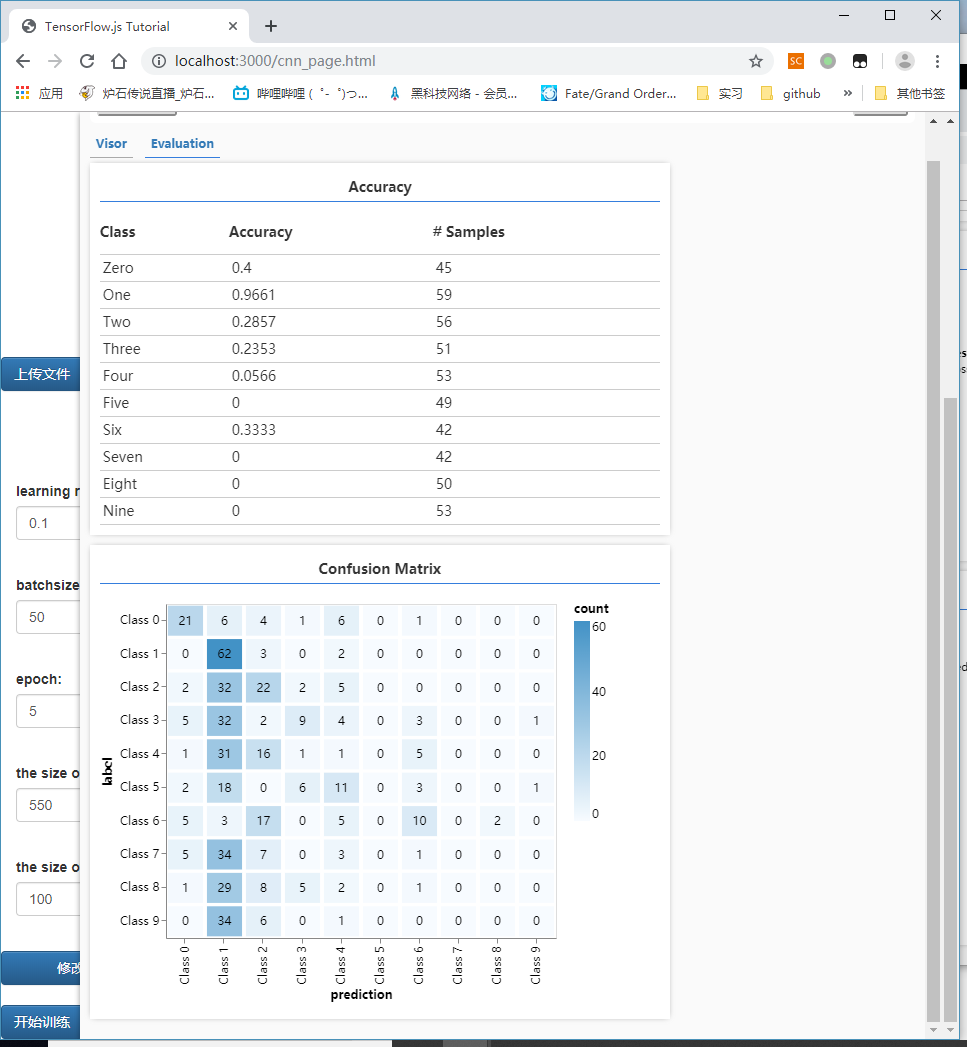 TensorFlow.js Tutorial
localhost:3000/cnn_page.html
SC
应用 炉石传说直播_炉石... 哔哩哔哩 ( ゜- ゜)つ... 黑科技网络 - 会员... Fate/Grand Order... 实习 github » 其他书签
Visor Evaluation
Accuracy
Class Accuracy # Samples
Zero 0.4 45
One 0.9661 59
Two 0.2857 56
Three 0.2353 51
Four 0.0566 53
Five 0 49
Six 0.3333 42
Seven 0 42
Eight 0 50
Nine 0 53
上传文件
learning r
0.1
batchsize
50
epoch:
5
the size o
550
the size o
100
修改
开始训练
Confusion Matrix
label
Class 0 21 6 4 1 6 0 1 0 0 0
Class 1 0 62 3 0 2 0 0 0 0 0
Class 2 2 32 22 2 5 0 0 0 0 0
Class 3 5 32 2 9 4 0 3 0 0 1
Class 4 1 31 16 1 1 0 5 0 0 0
Class 5 2 18 0 6 11 0 3 0 0 1
Class 6 5 3 17 0 5 0 10 0 2 0
Class 7 5 34 7 0 3 0 1 0 0 0
Class 8 1 29 8 5 2 0 1 0 0 0
Class 9 0 34 6 0 1 0 0 0 0 0
Class 0 Class 1 Class 2 Class 3 Class 4 Class 5 Class 6 Class 7 Class 8 Class 9
prediction
count
60
40
20
0